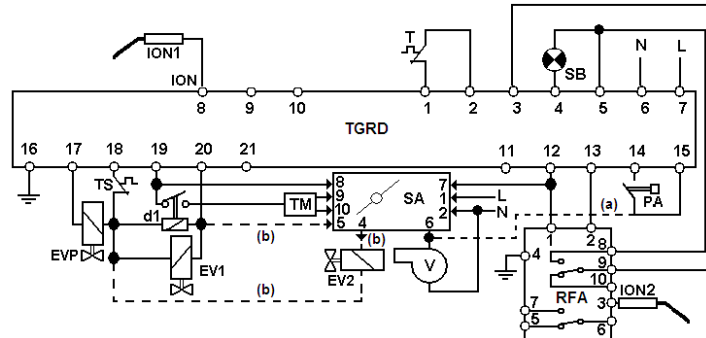 ION1
ION
T
SB
N L
8 9 10 1 2 3 4 5 6 7
TGRD
16 17 18 19 20 21 11 12 13 14 15
TS
d1
EVP
EV1
(b)
(b)
(b)
TM
8
9
10
5 4 6
7
1
2
SA
L
N
EV2
V
(a)
PA
1 2
4
8
9
10
RFA
3
ION2
7
5
6